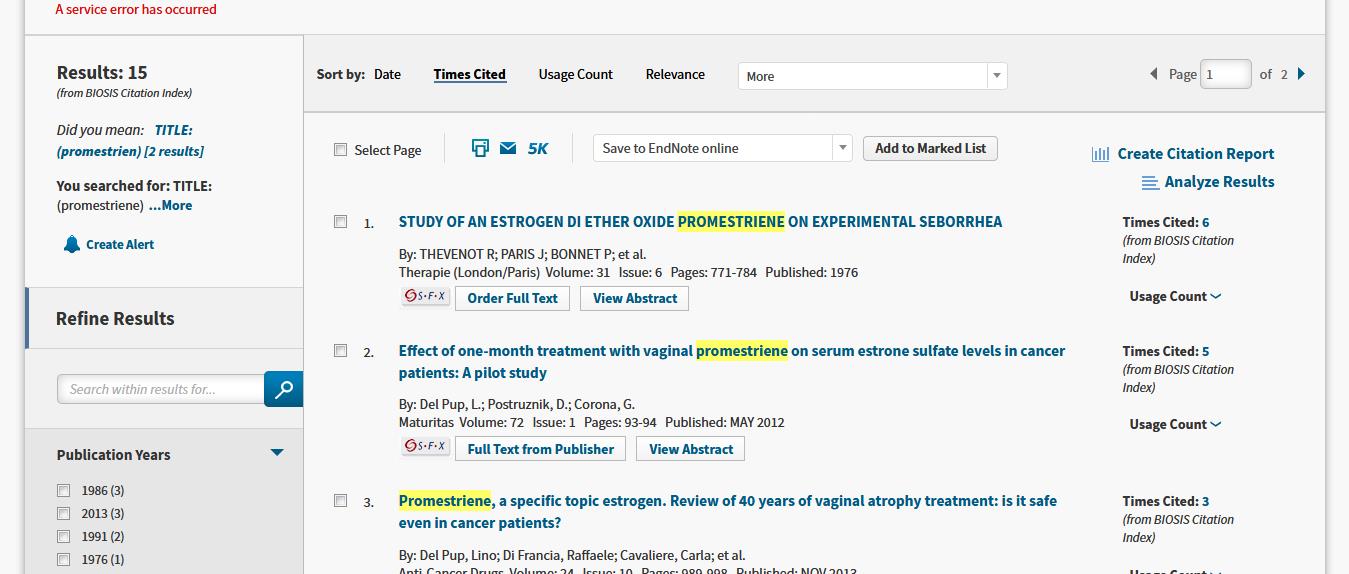 A service error has occurred
Results: 15
(from BIOSIS Citation Index)
Did you mean: TITLE:
(promestrien) [2 results]
You searched for: TITLE:
(promestriene) ...More
Create Alert
Refine Results
Search within results for...
Publication Years
1986 (3)
2013 (3)
1991 (2)
1976 (1)
Sort by: Date Times Cited Usage Count Relevance More
Page 1 of 2
Select Page 5K Save to EndNote online Add to Marked List
Create Citation Report
Analyze Results
1. STUDY OF AN ESTROGEN DI ETHER OXIDE PROMESTRIENE ON EXPERIMENTAL SEBORRHEA
By: THEVENOT R; PARIS J; BONNET P; et al.
Therapie (London/Paris) Volume: 31 Issue: 6 Pages: 771-784 Published: 1976
S·F·X Order Full Text View Abstract
Times Cited: 6
(from BIOSIS Citation
Index)
Usage Count
2. Effect of one-month treatment with vaginal promestriene on serum estrone sulfate levels in cancer
patients: A pilot study
By: Del Pup, L.; Postruznik, D.; Corona, G.
Maturitas Volume: 72 Issue: 1 Pages: 93-94 Published: MAY 2012
S·F·X Full Text from Publisher View Abstract
Times Cited: 5
(from BIOSIS Citation
Index)
Usage Count
3. Promestriene, a specific topic estrogen. Review of 40 years of vaginal atrophy treatment: is it safe
even in cancer patients?
By: Del Pup, Lino; Di Francia, Raffaele; Cavaliere, Carla; et al.
Anti-Cancer Drugs Volume: 24 Issue: 10 Pages: 989-998 Published: NOV 2013
Times Cited: 3
(from BIOSIS Citation
Index)
Usage Count